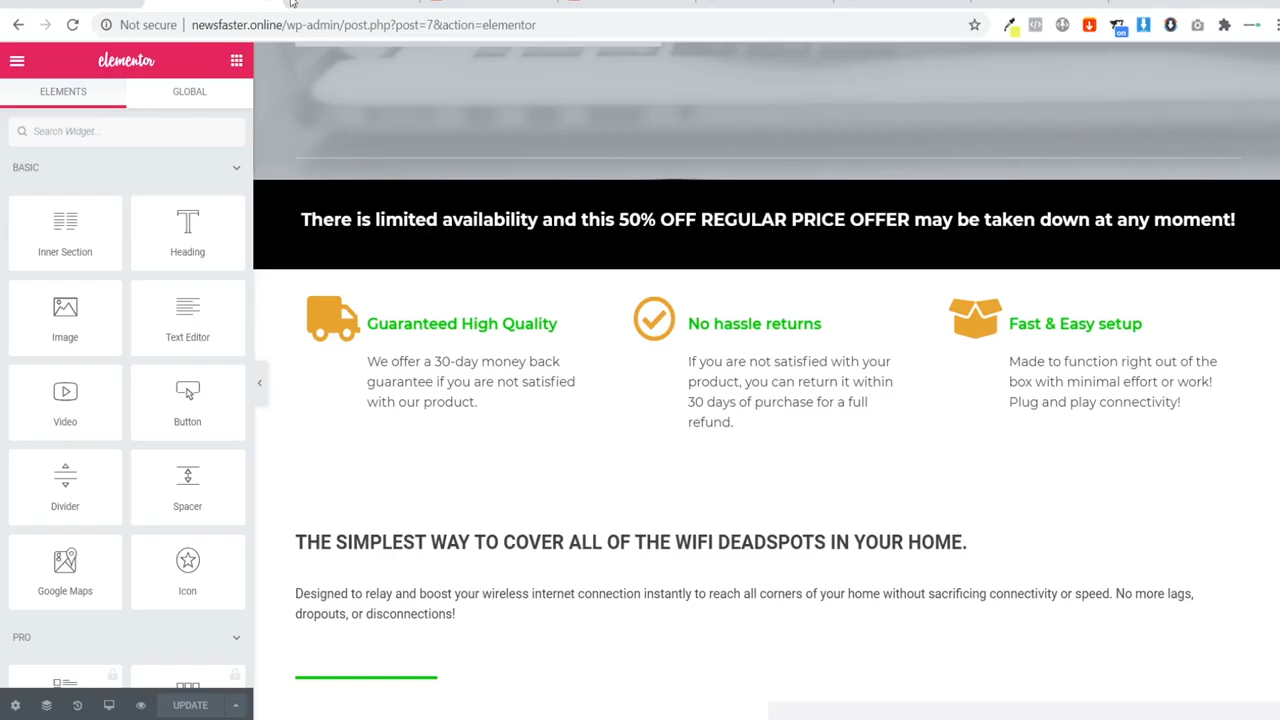 Not secure | newsfaster.online/wp-admin/post.php?post=7&action=elementor
on
elementor
ELEMENTS
GLOBAL
Search Widget...
BASIC
Inner Section
Heading
Image
Text Editor
Video
Button
Divider
Spacer
Google Maps
Icon
PRO
UPDATE
There is limited availability and this 50% OFF REGULAR PRICE OFFER may be taken down at any moment!
Guaranteed High Quality
We offer a 30-day money back
guarantee if you are not satisfied
with our product.
No hassle returns
If you are not satisfied with your
product, you can return it within
30 days of purchase for a full
refund.
Fast & Easy setup
Made to function right out of the
box with minimal effort or work!
Plug and play connectivity!
THE SIMPLEST WAY TO COVER ALL OF THE WIFI DEADSPOTS IN YOUR HOME.
Designed to relay and boost your wireless internet connection instantly to reach all corners of your home without sacrificing connectivity or speed. No more lags,
dropouts, or disconnections!